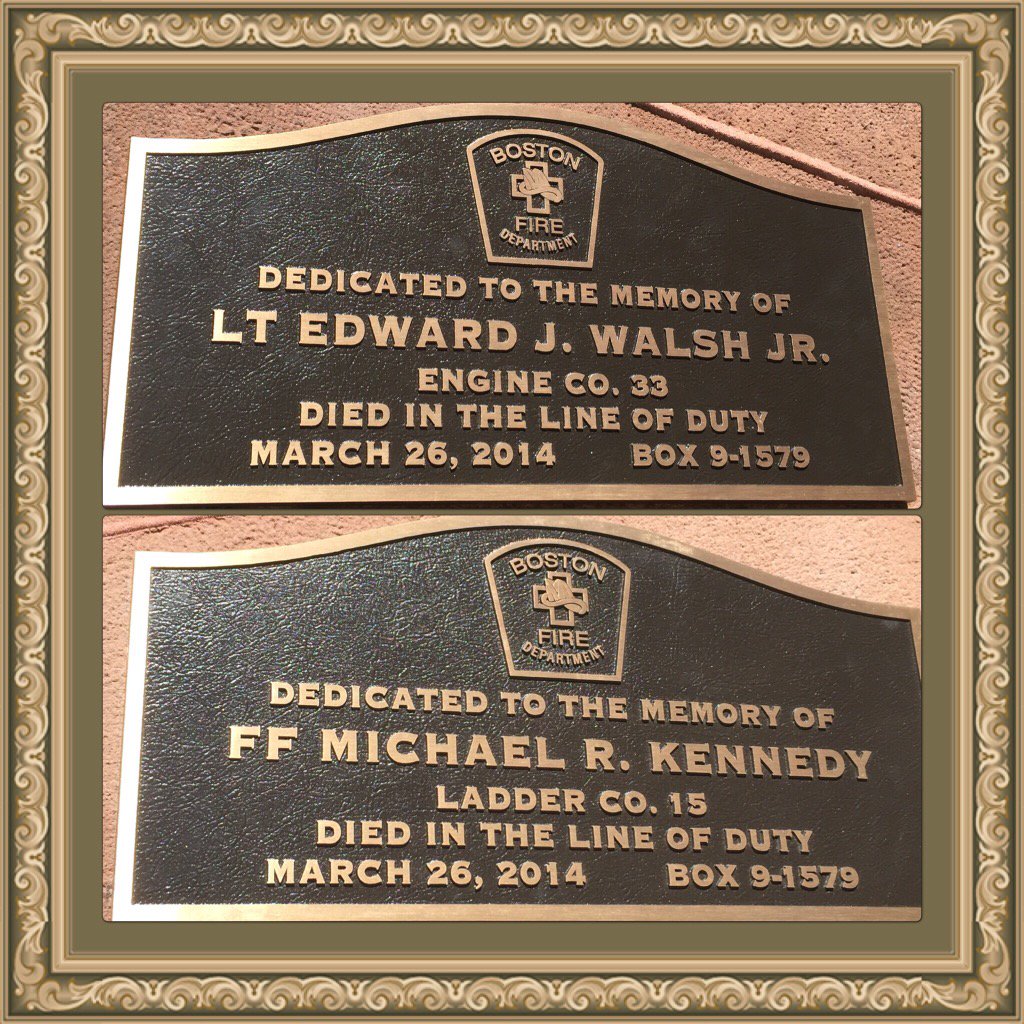 BOSTON
FIRE
DEPARTMENT
DEDICATED TO THE MEMORY OF
LT EDWARD J. WALSH JR.
ENGINE CO. 33
DIED IN THE LINE OF DUTY
MARCH 26, 2014 BOX 9-1579
BOSTON
FIRE
DEPARTMENT
DEDICATED TO THE MEMORY OF
FF MICHAEL R. KENNEDY
LADDER CO. 15
DIED IN THE LINE OF DUTY
MARCH 26, 2014 BOX 9-1579